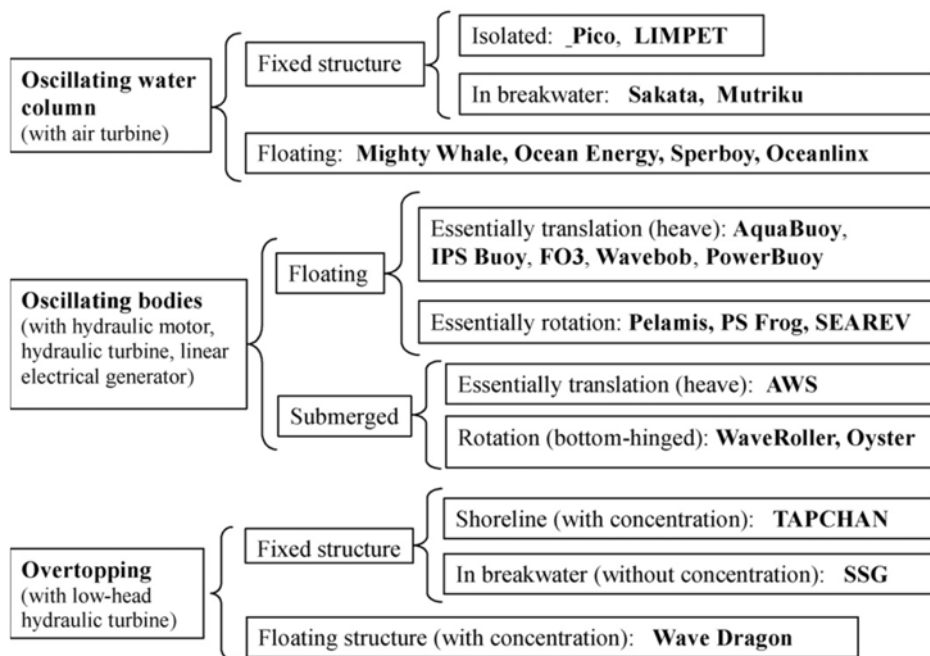 Oscillating water
column
(with air turbine)
Fixed structure
Isolated: _Pico, LIMPET
In breakwater: Sakata, Mutriku
Floating: Mighty Whale, Ocean Energy, Sperboy, Oceanlinx
Oscillating bodies
(with hydraulic motor,
hydraulic turbine, linear
electrical generator)
Floating
Essentially translation (heave): AquaBuoy,
IPS Buoy, FO3, Wavebob, PowerBuoy
Essentially rotation: Pelamis, PS Frog, SEAREV
Submerged
Essentially translation (heave): AWS
Rotation (bottom-hinged): WaveRoller, Oyster
Overtopping
(with low-head
hydraulic turbine)
Fixed structure
Shoreline (with concentration): TAPCHAN
In breakwater (without concentration): SSG
Floating structure (with concentration): Wave Dragon